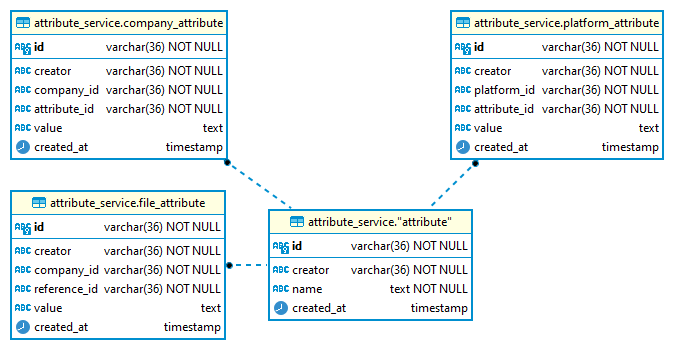 attribute_service.company_attribute
id varchar(36) NOT NULL
creator varchar(36) NOT NULL
company_id varchar(36) NOT NULL
attribute_id varchar(36) NOT NULL
value text
created_at timestamp
attribute_service.platform_attribute
id varchar(36) NOT NULL
creator varchar(36) NOT NULL
platform_id varchar(36) NOT NULL
attribute_id varchar(36) NOT NULL
value text
created_at timestamp
attribute_service.file_attribute
id varchar(36) NOT NULL
creator varchar(36) NOT NULL
company_id varchar(36) NOT NULL
reference_id varchar(36) NOT NULL
value text
created_at timestamp
attribute_service."attribute"
id varchar(36) NOT NULL
creator varchar(36) NOT NULL
name text NOT NULL
created_at timestamp